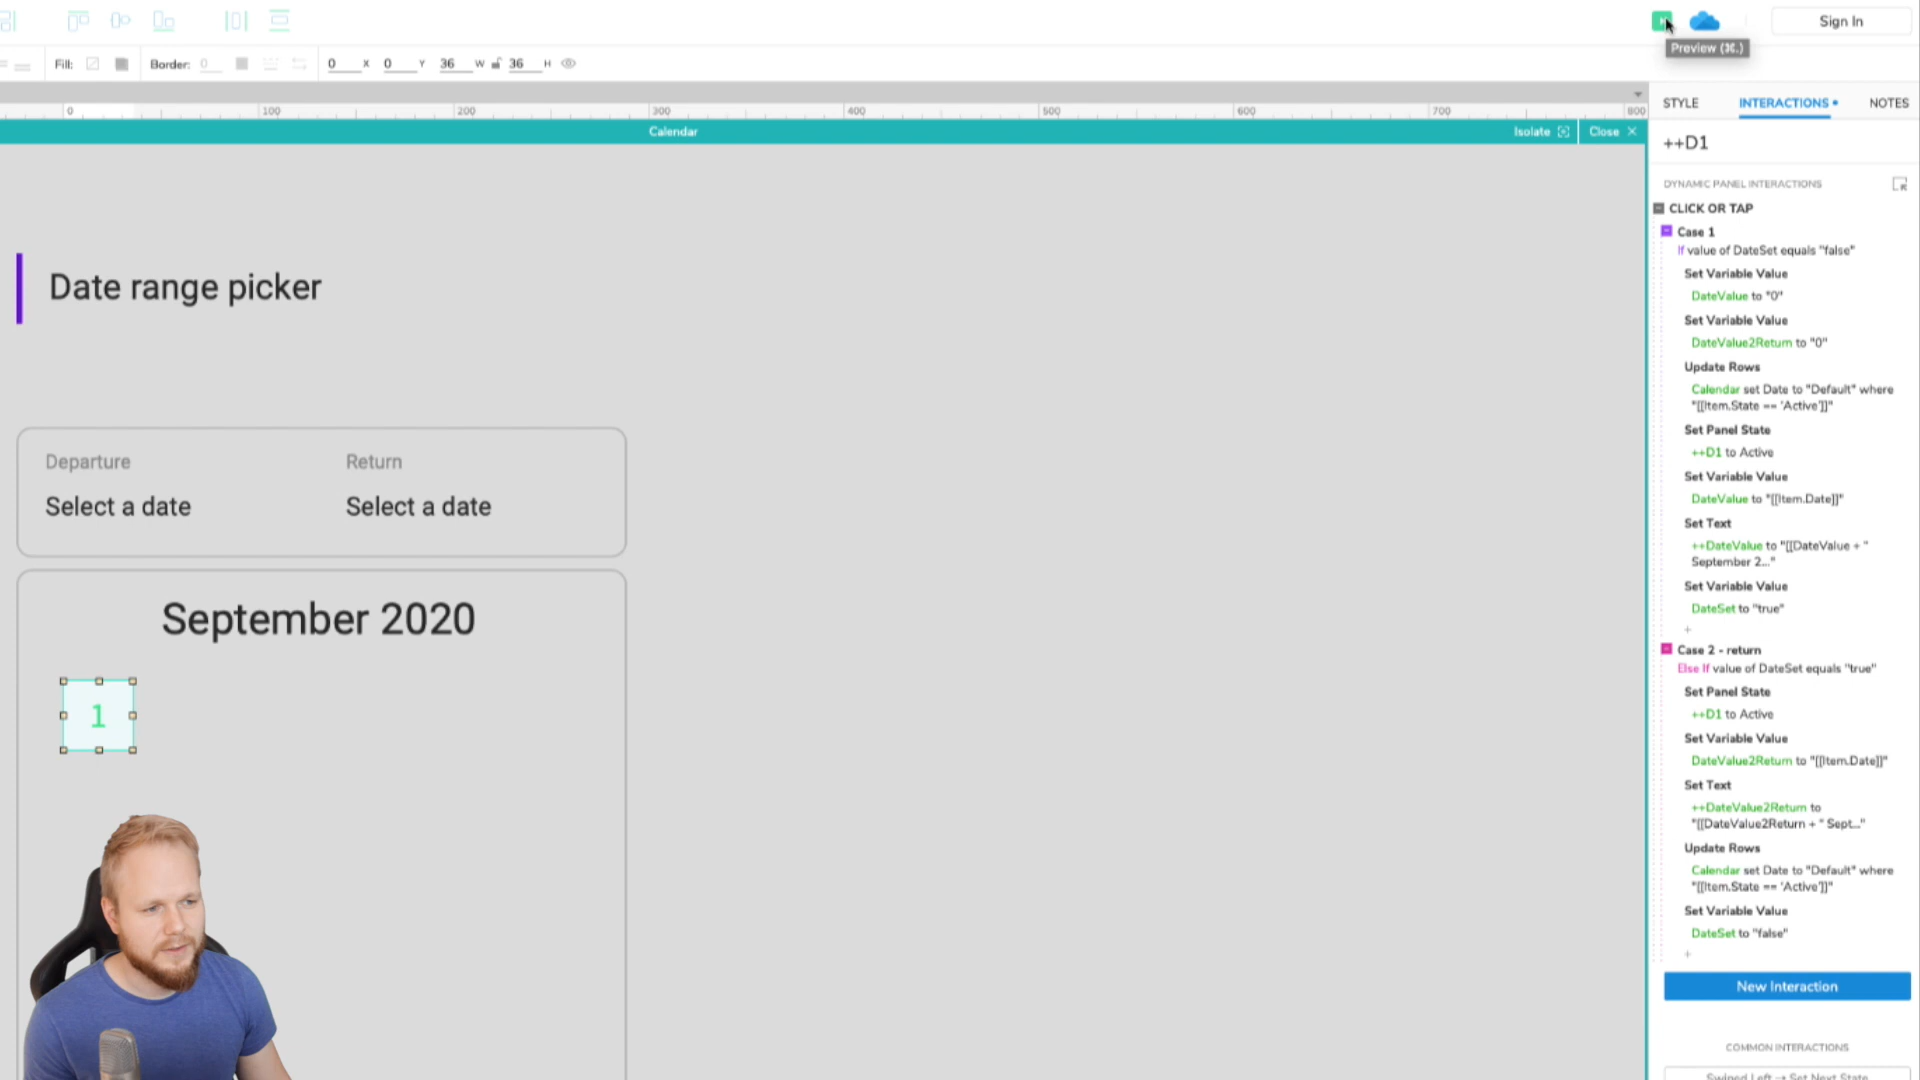 Sign In
Preview (⌘.)
Fill:
Border: 0
0 X 0 Y 36 W 36 H
0 100 200 300 400 500 600 700 800
Calendar
Isolate
Close
STYLE
INTERACTIONS
NOTES
++D1
DYNAMIC PANEL INTERACTIONS
CLICK OR TAP
Case 1
If value of DateSet equals "false"
Set Variable Value
DateValue to "0"
Set Variable Value
DateValue2Return to "0"
Update Rows
Calendar set Date to "Default" where
"[[Item.State == 'Active']]"
Set Panel State
++D1 to Active
Set Variable Value
DateValue to "[[Item.Date]]"
Set Text
++DateValue to "[[DateValue + "
September 2..."
Set Variable Value
DateSet to "true"
+
Case 2 - return
Else If value of DateSet equals "true"
Set Panel State
++D1 to Active
Set Variable Value
DateValue2Return to "[[Item.Date]]"
Set Text
++DateValue2Return to
"[[DateValue2Return + " Sept..."
Update Rows
Calendar set Date to "Default" where
"[[Item.State == 'Active']]"
Set Variable Value
DateSet to "false"
+
New Interaction
COMMON INTERACTIONS
Swiped Left → Set Next State
Date range picker
Departure
Return
Select a date
Select a date
September 2020
1